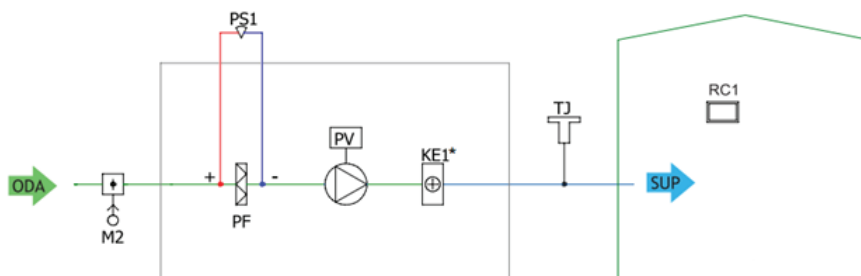 PS1
RC1
TJ
PV
KE1*
+
-
ODA
SUP
PF
M2